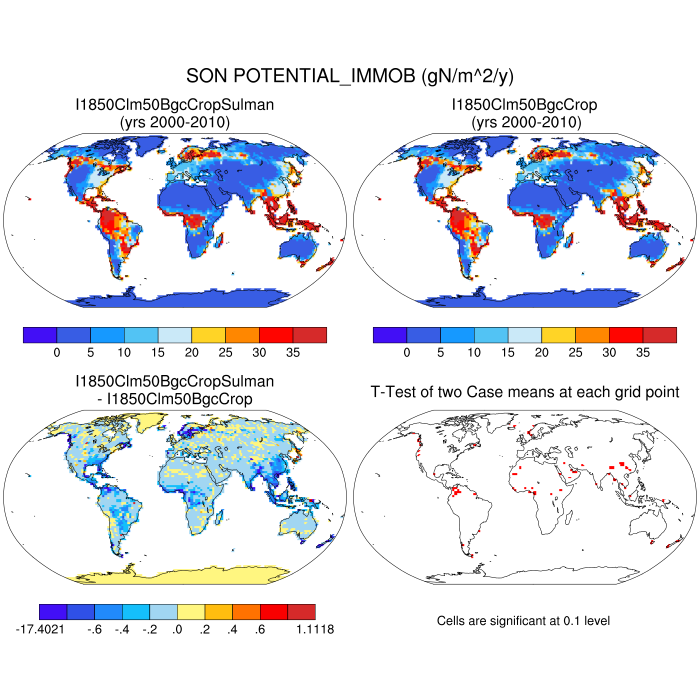 SON POTENTIAL_IMMOB (gN/m^2/y)
I1850Clm50BgcCropSulman
(yrs 2000-2010)
I1850Clm50BgcCrop
(yrs 2000-2010)
0 5 10 15 20 25 30 35
0 5 10 15 20 25 30 35
I1850Clm50BgcCropSulman
- I1850Clm50BgcCrop
T-Test of two Case means at each grid point
-17.4021 -.6 -.4 -.2 .0 .2 .4 .6 1.1118
Cells are significant at 0.1 level